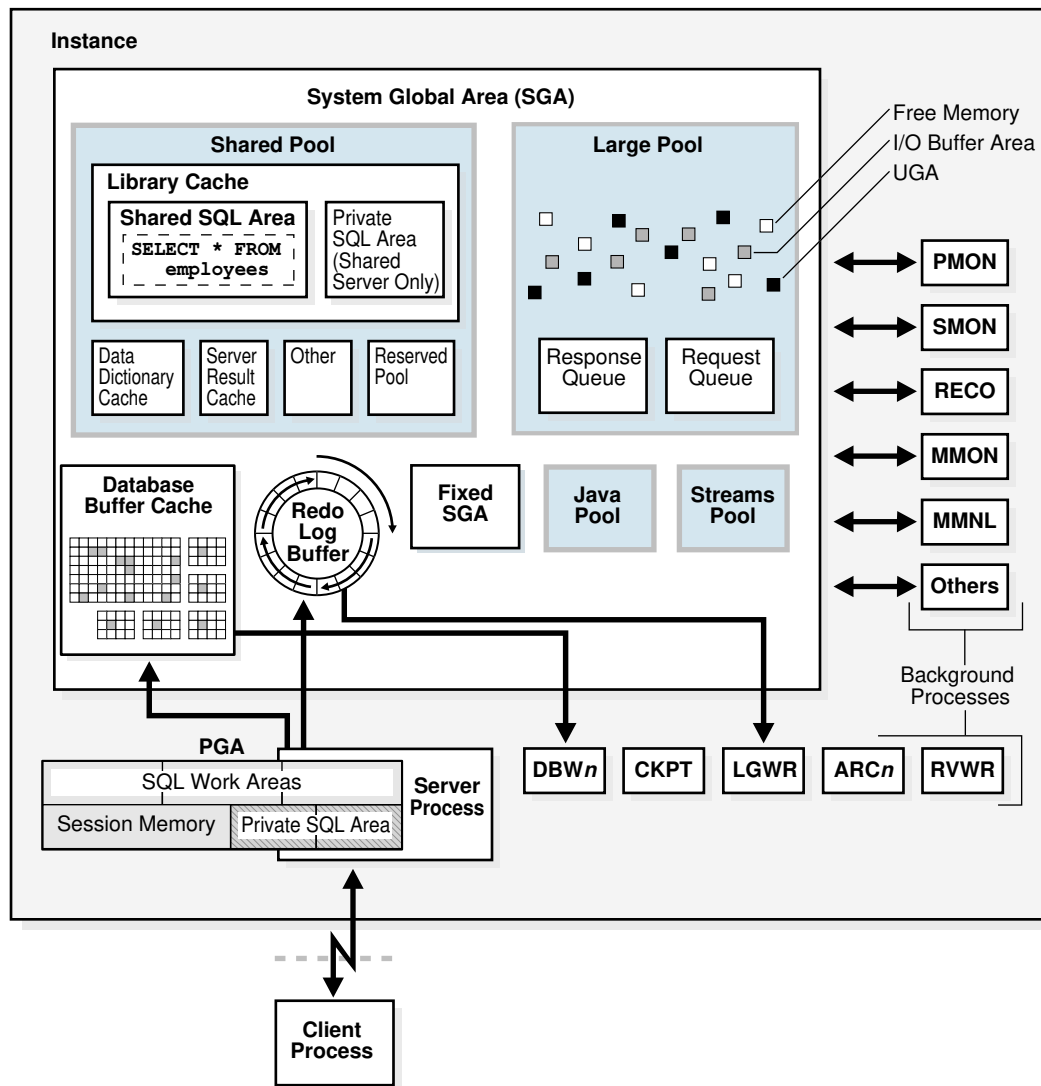 Instance
System Global Area (SGA)
Shared Pool
Library Cache
Shared SQL Area
SELECT * FROM
employees
Private
SQL Area
(Shared
Server Only)
Data
Dictionary
Cache
Server
Result
Cache
Other
Reserved
Pool
Large Pool
Response
Queue
Request
Queue
Free Memory
I/O Buffer Area
UGA
Database
Buffer Cache
Redo
Log
Buffer
Fixed
SGA
Java
Pool
Streams
Pool
PMON
SMON
RECO
MMON
MMNL
Others
Background
Processes
PGA
SQL Work Areas
Session Memory
Private SQL Area
Server
Process
DBWn
CKPT
LGWR
ARCn
RVWR
Client
Process